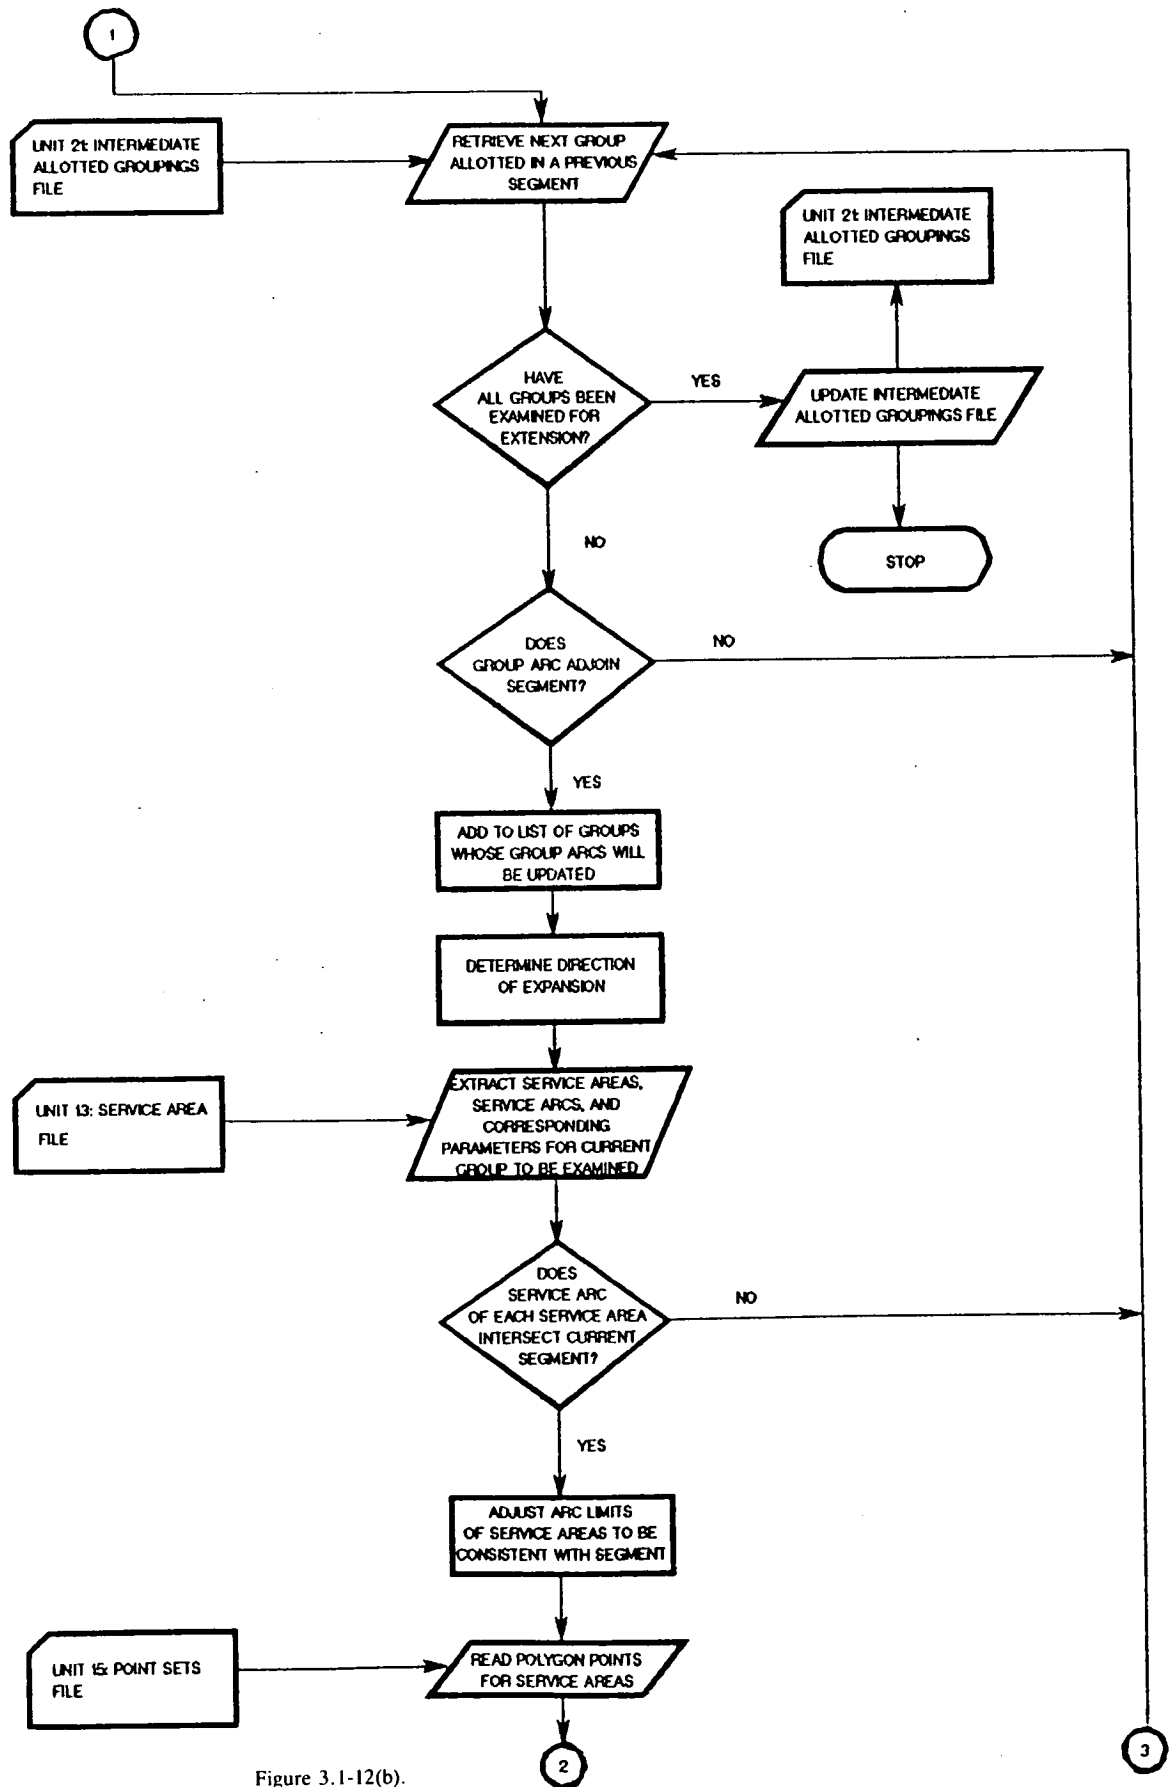 1
UNIT 21: INTERMEDIATE
ALLOTTED GROUPINGS
FILE
RETRIEVE NEXT GROUP
ALLOTTED IN A PREVIOUS
SEGMENT
UNIT 21: INTERMEDIATE
ALLOTTED GROUPINGS
FILE
HAVE
ALL GROUPS BEEN
EXAMINED FOR
EXTENSION?
YES
UPDATE INTERMEDIATE
ALLOTTED GROUPINGS FILE
NO
STOP
DOES
GROUP ARC ADJOIN
SEGMENT?
NO
YES
ADD TO LIST OF GROUPS
WHOSE GROUP ARCS WILL
BE UPDATED
DETERMINE DIRECTION
OF EXPANSION
UNIT 13: SERVICE AREA
FILE
EXTRACT SERVICE AREAS,
SERVICE ARCS, AND
CORRESPONDING
PARAMETERS FOR CURRENT
GROUP TO BE EXAMINED
DOES
SERVICE ARC
OF EACH SERVICE AREA
INTERSECT CURRENT
SEGMENT?
NO
YES
ADJUST ARC LIMITS
OF SERVICE AREAS TO BE
CONSISTENT WITH SEGMENT
UNIT 15: POINT SETS
FILE
READ POLYGON POINTS
FOR SERVICE AREAS
2
3
Figure 3.1-12(b).